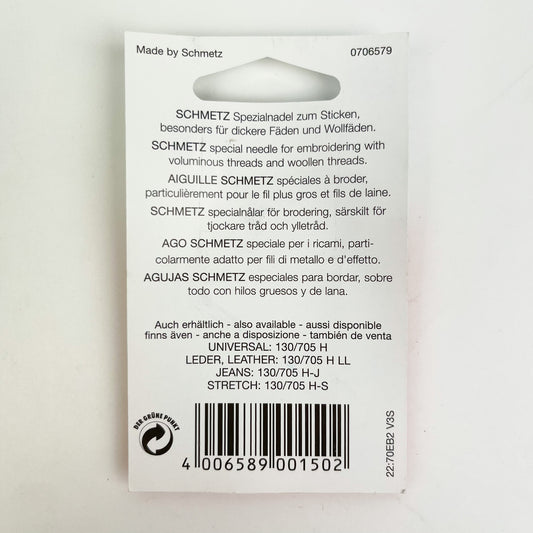 Made by Schmetz 0706579
SCHMETZ Spezialnadel zum Sticken,
besonders für dickere Fäden und Wollfäden.
SCHMETZ special needle for embroidering with
voluminous threads and woollen threads.
AIGUILLE SCHMETZ spéciales à broder,
particulièrement pour le fil plus gros et fils de laine.
SCHMETZ specialnålar för brodering, särskilt för
tjockare tråd och ylletråd.
AGO SCHMETZ speciale per i ricami, parti-
colarmente adatto per fili di metallo e d'effetto.
AGUJAS SCHMETZ especiales para bordar, sobre
todo con hilos gruesos y de lana.
Auch erhältlich - also available - aussi disponible
finns även - anche a disposizione - también de venta
UNIVERSAL: 130/705 H
LEDER, LEATHER: 130/705 H LL
JEANS: 130/705 H-J
STRETCH: 130/705 H-S
DER GRÜNE PUNKT
4 006589 001502
22:70EB2 V3S